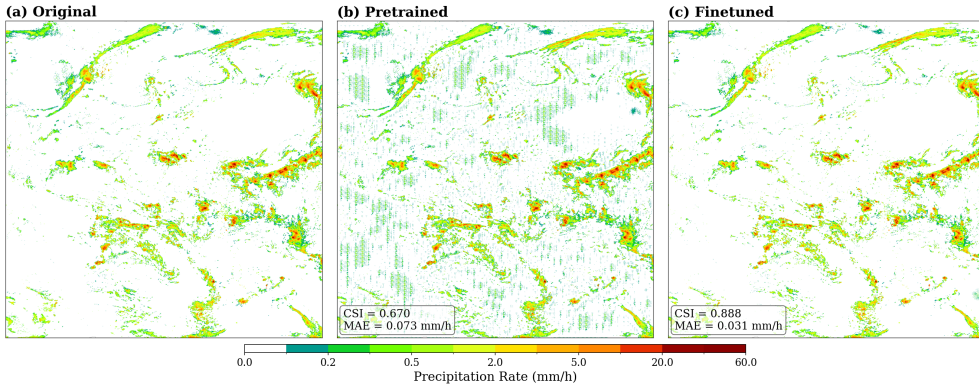 (a) Original
(b) Pretrained
(c) Finetuned
CSI = 0.670
MAE = 0.073 mm/h
CSI = 0.888
MAE = 0.031 mm/h
0.0 0.2 0.5 2.0 5.0 20.0 60.0
Precipitation Rate (mm/h)